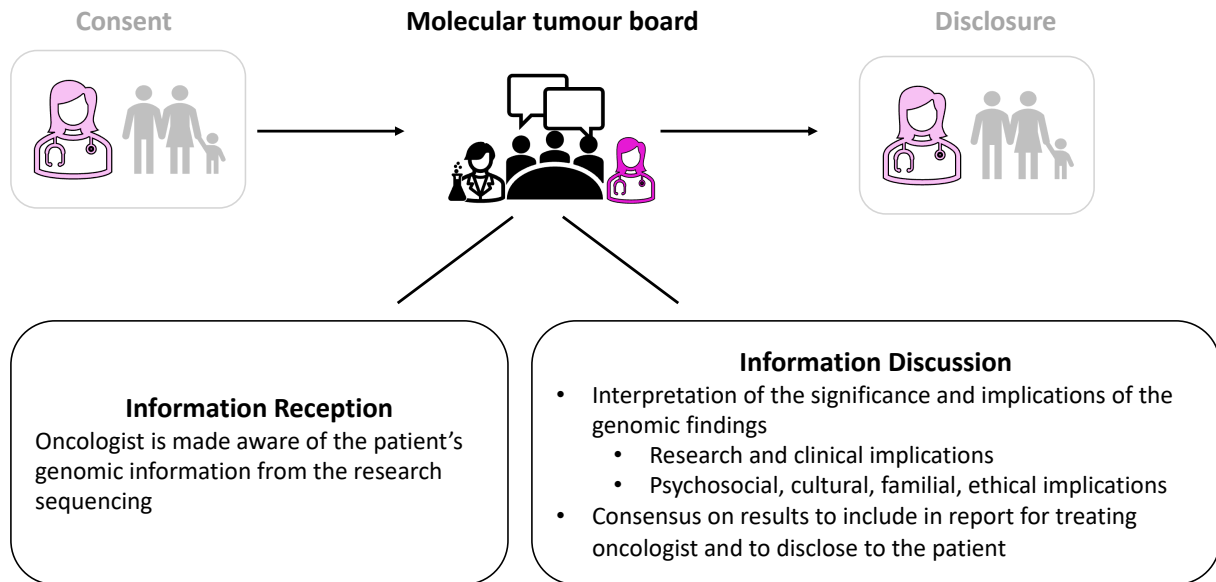 Consent
Molecular tumour board
Disclosure
Information Reception
Oncologist is made aware of the patient's
genomic information from the research
sequencing
Information Discussion
• Interpretation of the significance and implications of the
genomic findings
• Research and clinical implications
• Psychosocial, cultural, familial, ethical implications
• Consensus on results to include in report for treating
oncologist and to disclose to the patient